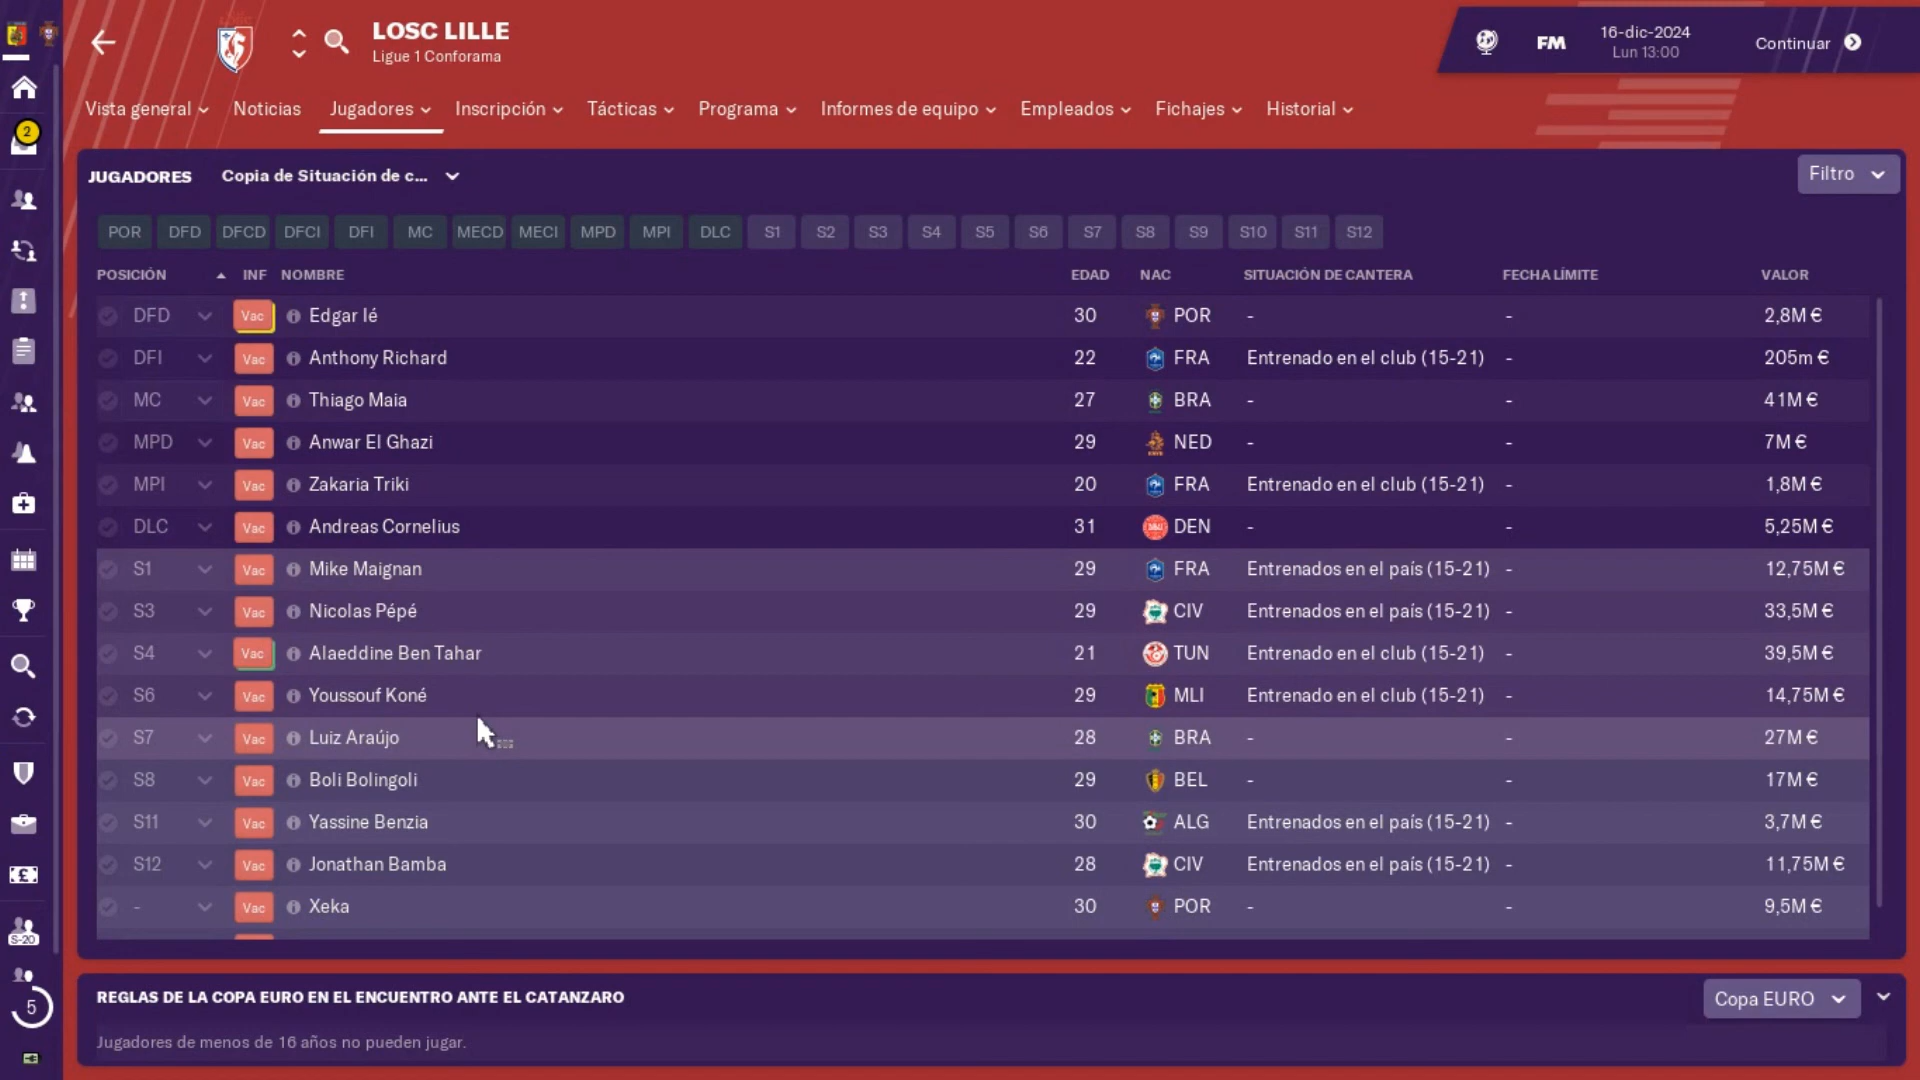 LOSC LILLE
Ligue 1 Conforama
FM
16-dic-2024
Lun 13:00
Continuar
Vista general
Noticias
Jugadores
Inscripción
Tácticas
Programa
Informes de equipo
Empleados
Fichajes
Historial
2
JUGADORES
Copia de Situación de c...
Filtro
POR DFD DFCD DFCI DFI MC MECD MECI MPD MPI DLC S1 S2 S3 S4 S5 S6 S7 S8 S9 S10 S11 S12
POSICIÓN INF NOMBRE EDAD NAC SITUACIÓN DE CANTERA FECHA LÍMITE VALOR
DFD Vac Edgar Ié 30 POR - - 2,8M €
DFI Vac Anthony Richard 22 FRA Entrenado en el club (15-21) - 205m €
MC Vac Thiago Maia 27 BRA - - 41M €
MPD Vac Anwar El Ghazi 29 NED - - 7M €
MPI Vac Zakaria Triki 20 FRA Entrenado en el club (15-21) - 1,8M €
DLC Vac Andreas Cornelius 31 DEN - - 5,25M €
S1 Vac Mike Maignan 29 FRA Entrenados en el país (15-21) - 12,75M €
S3 Vac Nicolas Pépé 29 CIV Entrenados en el país (15-21) - 33,5M €
S4 Vac Alaeddine Ben Tahar 21 TUN Entrenado en el club (15-21) - 39,5M €
S6 Vac Youssouf Koné 29 MLI Entrenado en el club (15-21) - 14,75M €
S7 Vac Luiz Araújo 28 BRA - - 27M €
S8 Vac Boli Bolingoli 29 BEL - - 17M €
S11 Vac Yassine Benzia 30 ALG Entrenados en el país (15-21) - 3,7M €
S12 Vac Jonathan Bamba 28 CIV Entrenados en el país (15-21) - 11,75M €
- Vac Xeka 30 POR - - 9,5M €
S-20
5
REGLAS DE LA COPA EURO EN EL ENCUENTRO ANTE EL CATANZARO
Copa EURO
Jugadores de menos de 16 años no pueden jugar.